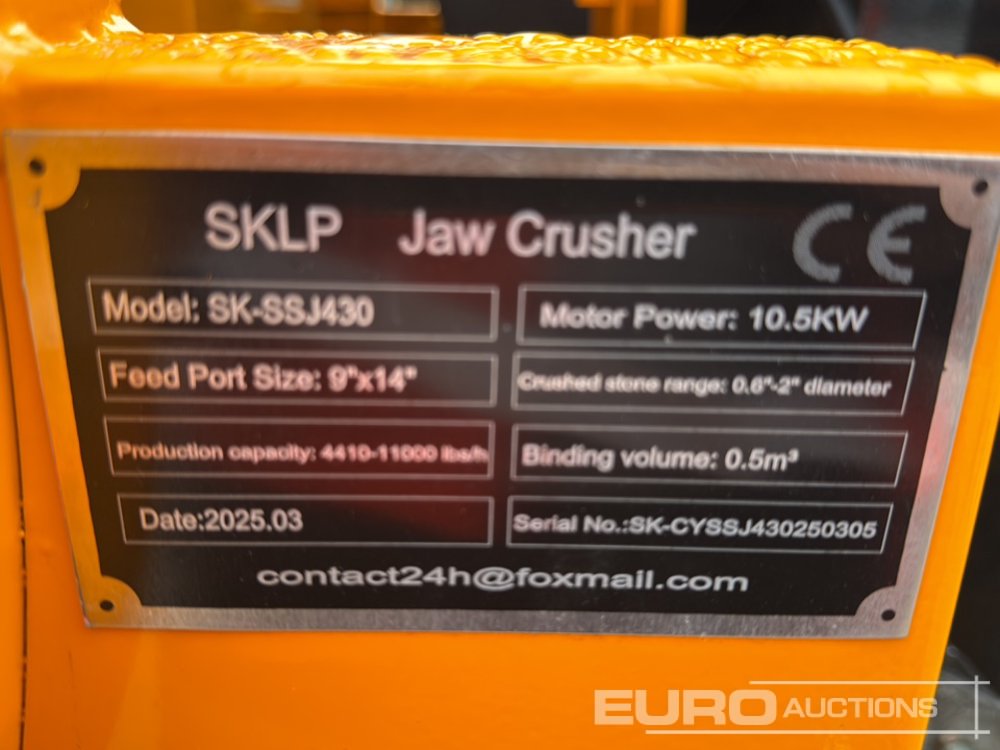 SKLP Jaw Crusher CE
Model: SK-SSJ430
Motor Power: 10.5KW
Feed Port Size: 9"x14"
Crushed stone range: 0.6"-2" diameter
Production capacity: 4410-11000 lbs/h
Binding volume: 0.5m³
Date:2025.03
Serial No.:SK-CYSSJ430250305
contact24h@foxmail.com
EURO AUCTIONS